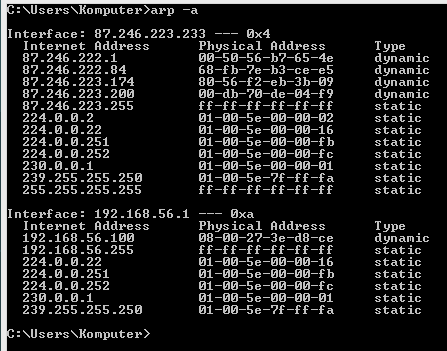 C:\Users\Komputer>arp -a
Interface: 87.246.223.233 --- 0x4
Internet Address Physical Address Type
87.246.222.1 00-50-56-b7-65-4e dynamic
87.246.222.84 68-fb-7e-b3-ce-e5 dynamic
87.246.223.174 80-56-f2-eb-3b-09 dynamic
87.246.223.200 00-db-70-de-04-f9 dynamic
87.246.223.255 ff-ff-ff-ff-ff-ff static
224.0.0.2 01-00-5e-00-00-02 static
224.0.0.22 01-00-5e-00-00-16 static
224.0.0.251 01-00-5e-00-00-fb static
224.0.0.252 01-00-5e-00-00-fc static
230.0.0.1 01-00-5e-00-00-01 static
239.255.255.250 01-00-5e-7f-ff-fa static
255.255.255.255 ff-ff-ff-ff-ff-ff static
Interface: 192.168.56.1 --- 0xa
Internet Address Physical Address Type
192.168.56.100 08-00-27-3e-d8-ce dynamic
192.168.56.255 ff-ff-ff-ff-ff-ff static
224.0.0.22 01-00-5e-00-00-16 static
224.0.0.251 01-00-5e-00-00-fb static
224.0.0.252 01-00-5e-00-00-fc static
230.0.0.1 01-00-5e-00-00-01 static
239.255.255.250 01-00-5e-7f-ff-fa static
C:\Users\Komputer>